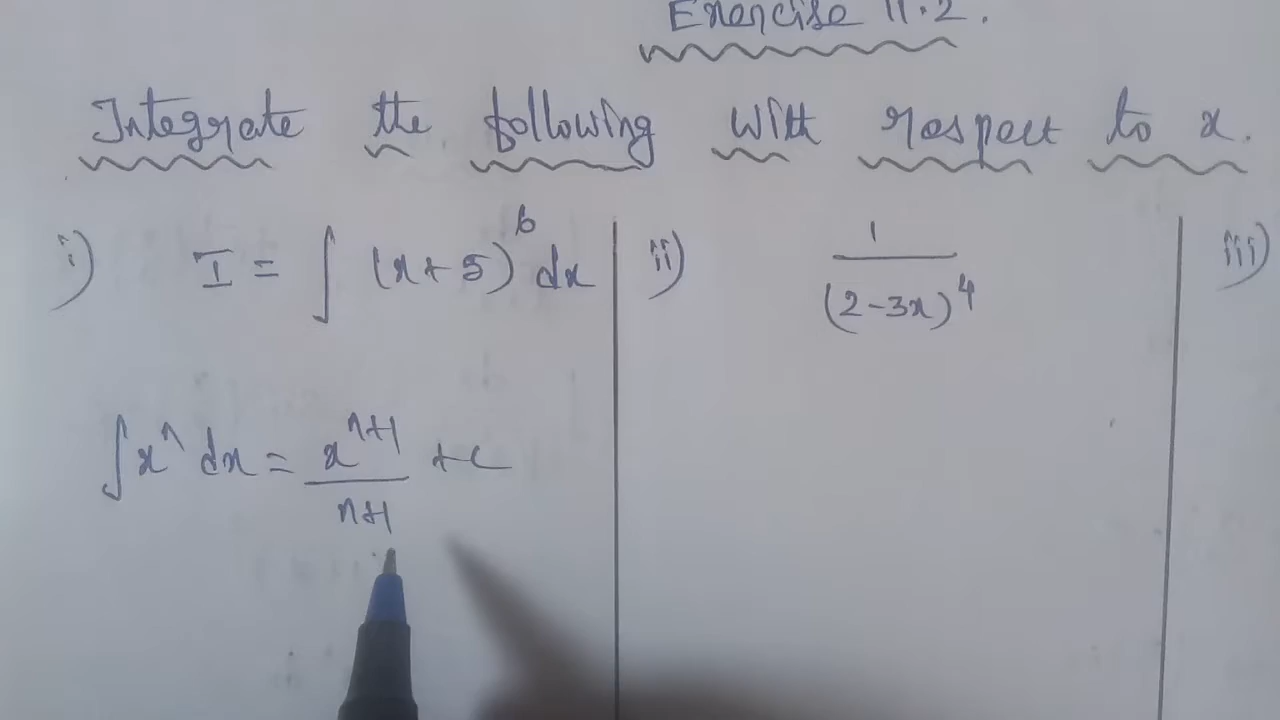 Exercise 11.2.
Integrate the following with respect to x.
i) I = ∫ (x+5)^6 dx
ii) 1/(2-3x)^4
iii)
∫x^n dx = x^(n+1)/(n+1) + c